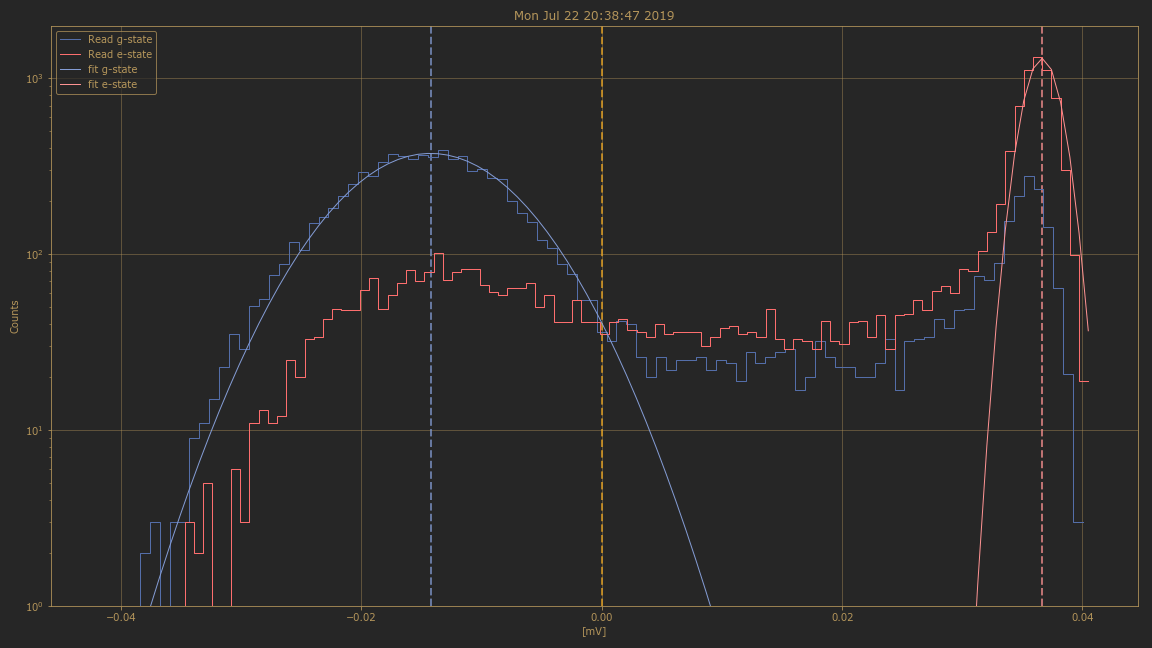 Mon Jul 22 20:38:47 2019
Read g-state
Read e-state
fit g-state
fit e-state
Counts
10³
10²
10¹
10⁰
−0.04
−0.02
0.00
0.02
0.04
[mV]